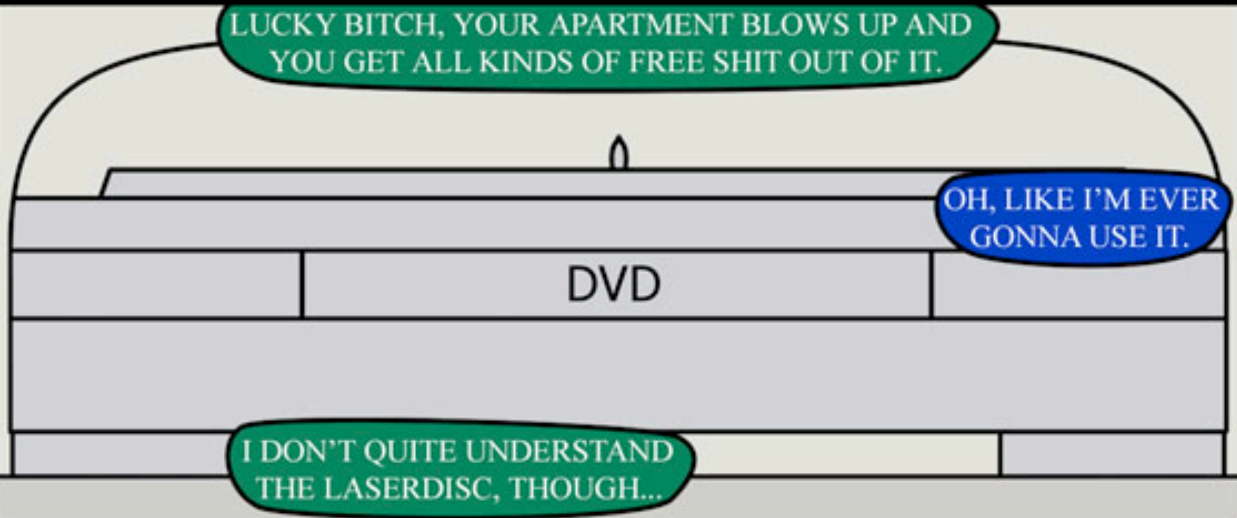 LUCKY BITCH, YOUR APARTMENT BLOWS UP AND
YOU GET ALL KINDS OF FREE SHIT OUT OF IT.
OH, LIKE I'M EVER
GONNA USE IT.
DVD
I DON'T QUITE UNDERSTAND
THE LASERDISC, THOUGH...